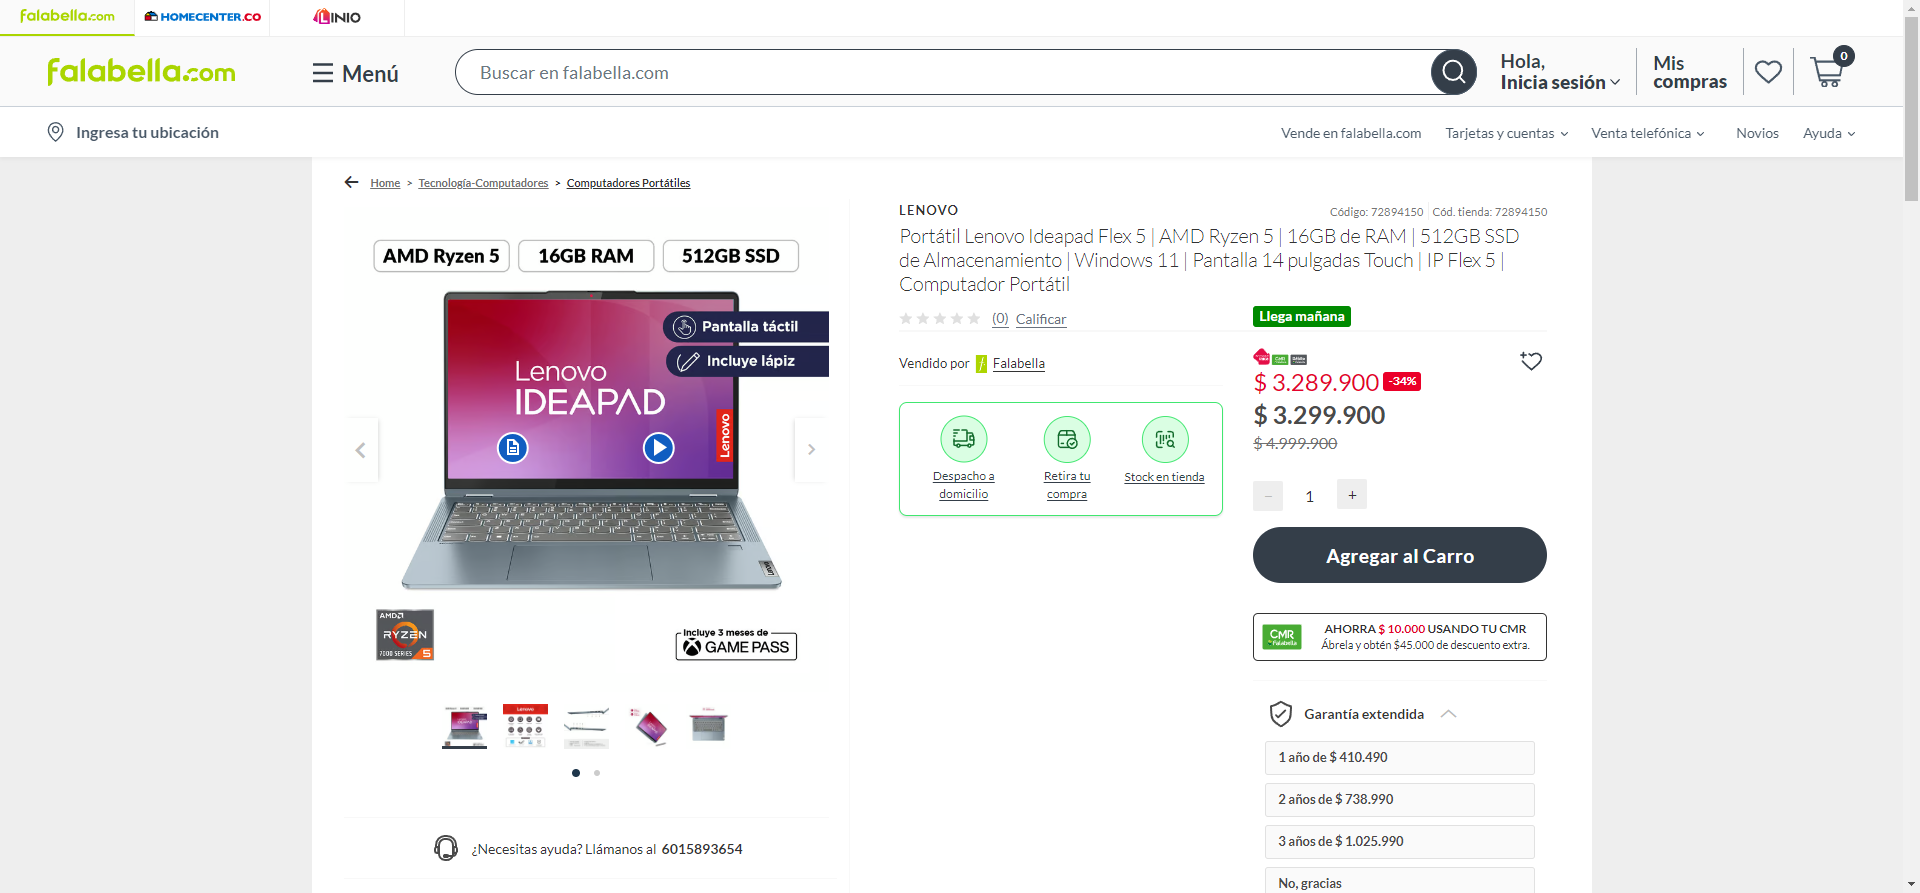 falabella.com
HOMECENTER.CO
LINIO
falabella.com
Menú
Buscar en falabella.com
Hola,
Inicia sesión
Mis
compras
0
Ingresa tu ubicación
Vende en falabella.com
Tarjetas y cuentas
Venta telefónica
Novios
Ayuda
Home > Tecnología-Computadores > Computadores Portátiles
AMD Ryzen 5
16GB RAM
512GB SSD
Pantalla táctil
Incluye lápiz
Lenovo
IDEAPAD
Lenovo
AMD
RYZEN
7000 SERIES 5
Incluye 3 meses de
GAME PASS
¿Necesitas ayuda? Llámanos al 6015893654
LENOVO
Código: 72894150
Cód. tienda: 72894150
Portátil Lenovo Ideapad Flex 5 | AMD Ryzen 5 | 16GB de RAM | 512GB SSD
de Almacenamiento | Windows 11 | Pantalla 14 pulgadas Touch | IP Flex 5 |
Computador Portátil
(0) Calificar
Llega mañana
Vendido por Falabella
Despacho a
domicilio
Retira tu
compra
Stock en tienda
$ 3.289.900 -34%
$ 3.299.900
$ 4.999.900
− 1 +
Agregar al Carro
CMR
Falabella
AHORRA $ 10.000 USANDO TU CMR
Ábrela y obtén $45.000 de descuento extra.
Garantía extendida
1 año de $ 410.490
2 años de $ 738.990
3 años de $ 1.025.990
No, gracias